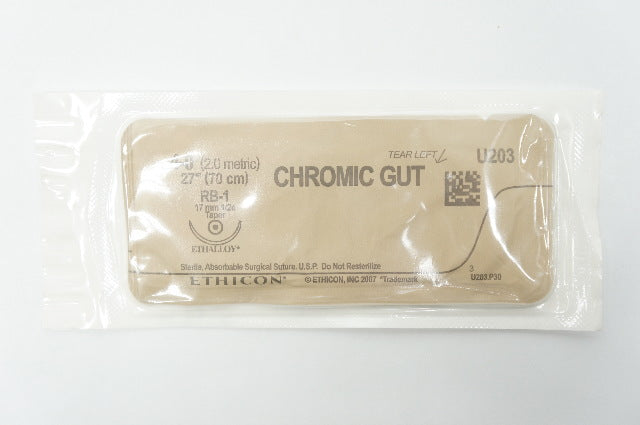 (2.0 metric)
27" (70 cm)
RB-1
17 mm 1/2c
Taper
ETHALLOY*
CHROMIC GUT
TEAR LEFT
U203
Sterile, Absorbable Surgical Suture, U.S.P. Do Not Resterilize
ETHICON* © ETHICON, INC 2007 *Trademark
3
U203.P30